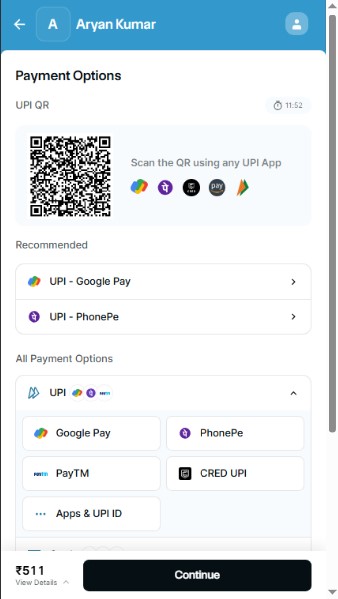 A Aryan Kumar
Payment Options
UPI QR 11:52
Scan the QR using any UPI App
pay
Recommended
UPI - Google Pay
UPI - PhonePe
All Payment Options
UPI
Google Pay PhonePe
PayTM CRED UPI
Apps & UPI ID
₹511
View Details
Continue